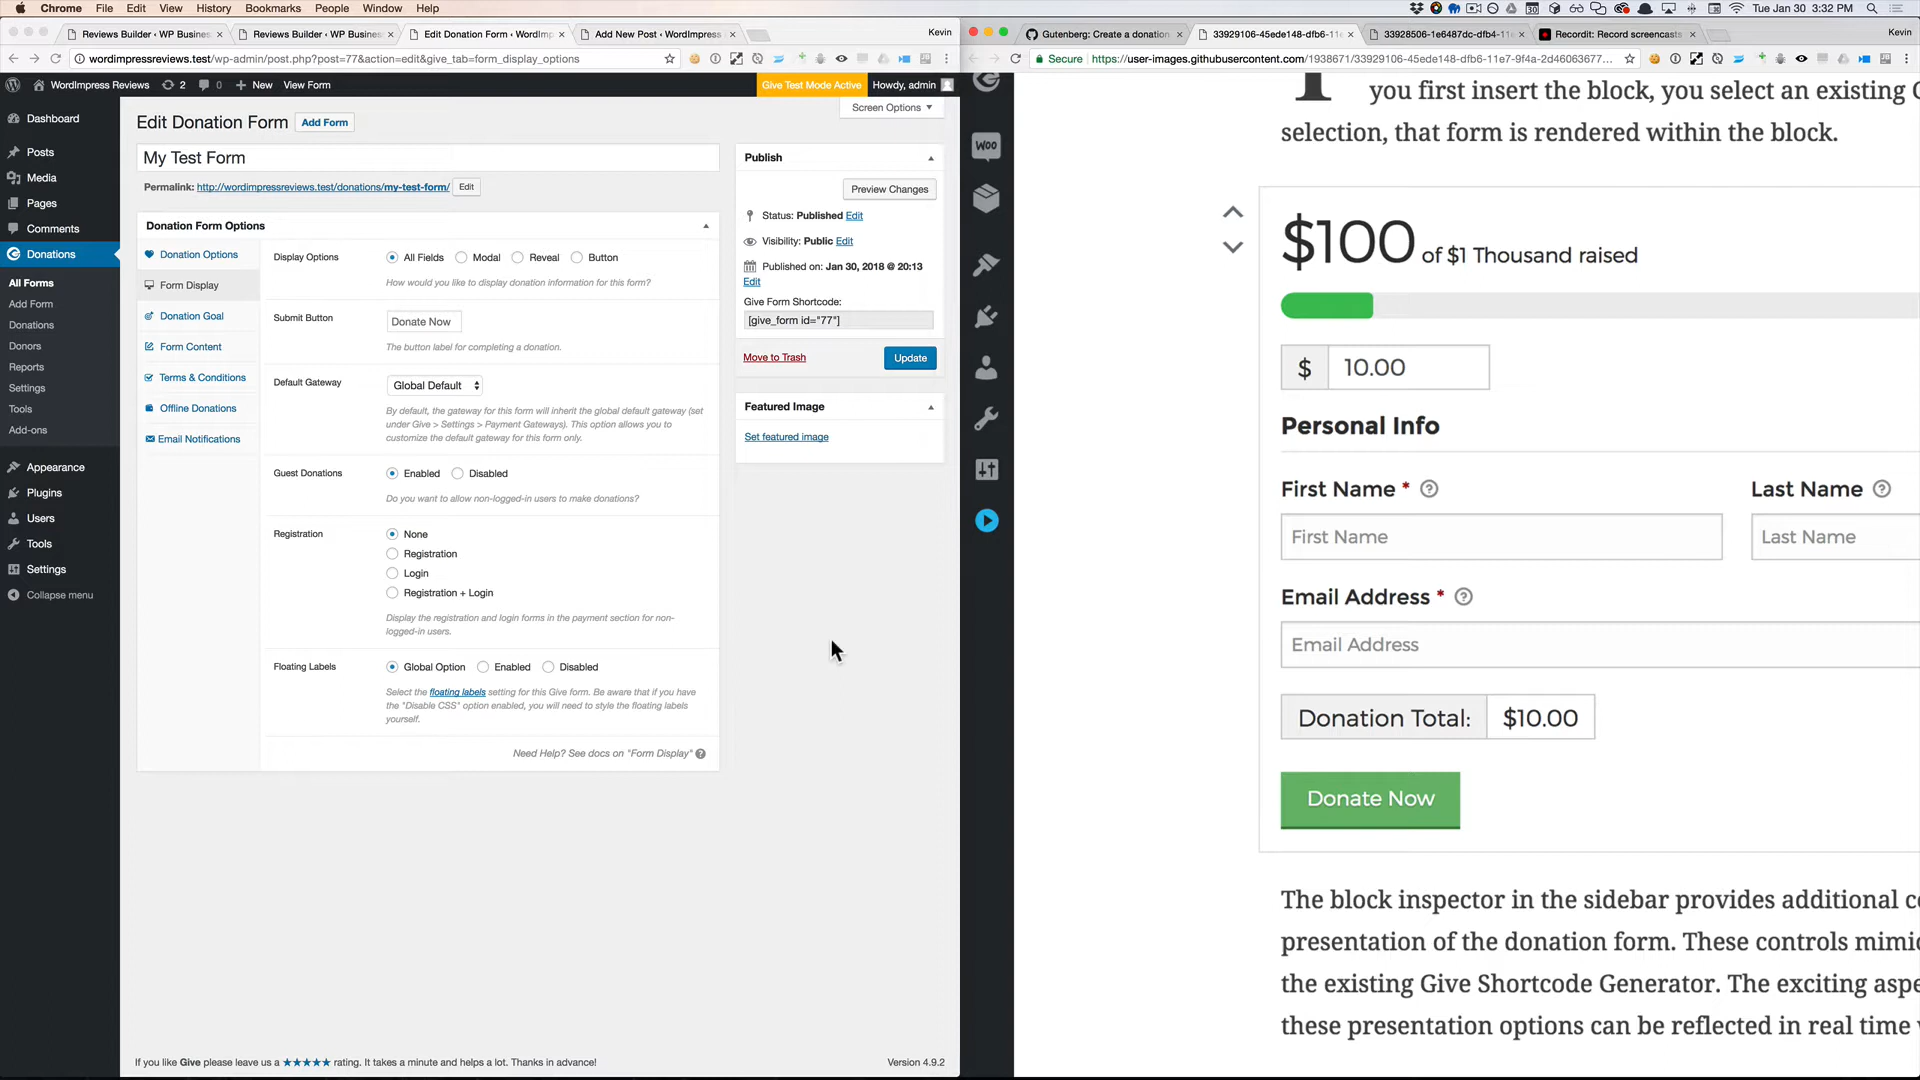 Chrome File Edit View History Bookmarks People Window Help
Tue Jan 30 3:32 PM
Reviews Builder ‹ WP Busines
Reviews Builder ‹ WP Business
Edit Donation Form ‹ WordImp
Add New Post ‹ WordImpress
Kevin
wordimpressreviews.test/wp-admin/post.php?post=77&action=edit&give_tab=form_display_options
WordImpress Reviews 2 0 New View Form
Give Test Mode Active Howdy, admin
Screen Options
Dashboard
Posts
Media
Pages
Comments
Donations
All Forms
Add Form
Donations
Donors
Reports
Settings
Tools
Add-ons
Appearance
Plugins
Users
Tools
Settings
Collapse menu
Edit Donation Form Add Form
My Test Form
Permalink: http://wordimpressreviews.test/donations/my-test-form/ Edit
Donation Form Options
Donation Options
Form Display
Donation Goal
Form Content
Terms & Conditions
Offline Donations
Email Notifications
Display Options All Fields Modal Reveal Button
How would you like to display donation information for this form?
Submit Button Donate Now
The button label for completing a donation.
Default Gateway Global Default
By default, the gateway for this form will inherit the global default gateway (set
under Give > Settings > Payment Gateways). This option allows you to
customize the default gateway for this form only.
Guest Donations Enabled Disabled
Do you want to allow non-logged-in users to make donations?
Registration None
Registration
Login
Registration + Login
Display the registration and login forms in the payment section for non-
logged-in users.
Floating Labels Global Option Enabled Disabled
Select the floating labels setting for this Give form. Be aware that if you have
the "Disable CSS" option enabled, you will need to style the floating labels
yourself.
Need Help? See docs on "Form Display"
Publish
Preview Changes
Status: Published Edit
Visibility: Public Edit
Published on: Jan 30, 2018 @ 20:13
Edit
Give Form Shortcode:
[give_form id="77"]
Move to Trash Update
Featured Image
Set featured image
If you like Give please leave us a ★★★★★ rating. It takes a minute and helps a lot. Thanks in advance!
Version 4.9.2
Gutenberg: Create a donation
33929106-45ede148-dfb6-11e
33928506-1e6487dc-dfb4-11e
Recordit: Record screencasts
Kevin
Secure https://user-images.githubusercontent.com/1938671/33929106-45ede148-dfb6-11e7-9f4a-2d46063677...
WOO
you first insert the block, you select an existing
selection, that form is rendered within the block.
$100 of $1 Thousand raised
$ 10.00
Personal Info
First Name * Last Name
First Name Last Name
Email Address *
Email Address
Donation Total: $10.00
Donate Now
The block inspector in the sidebar provides additional
presentation of the donation form. These controls
the existing Give Shortcode Generator. The exciting
these presentation options can be reflected in real time